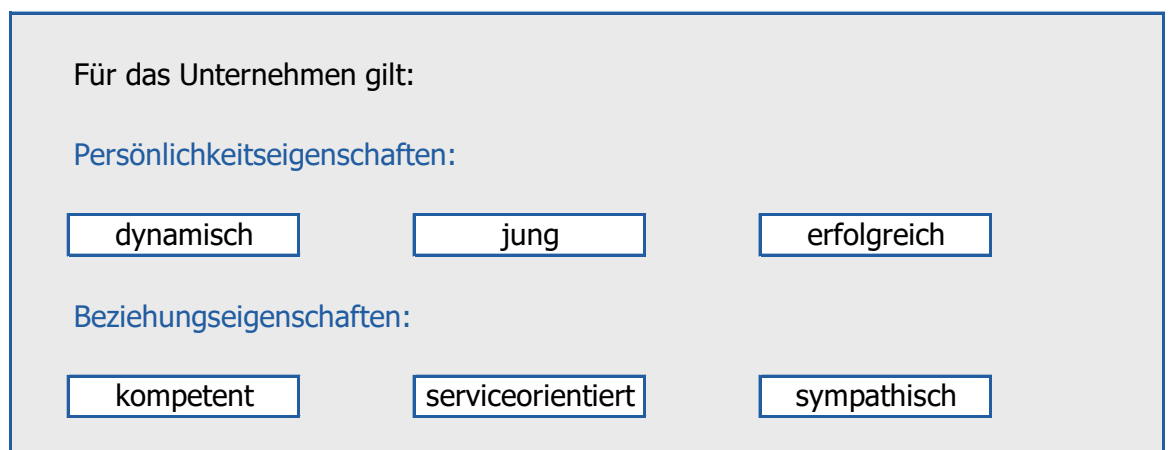 Für das Unternehmen gilt:
Persönlichkeitseigenschaften:
dynamisch jung erfolgreich
Beziehungseigenschaften:
kompetent serviceorientiert sympathisch